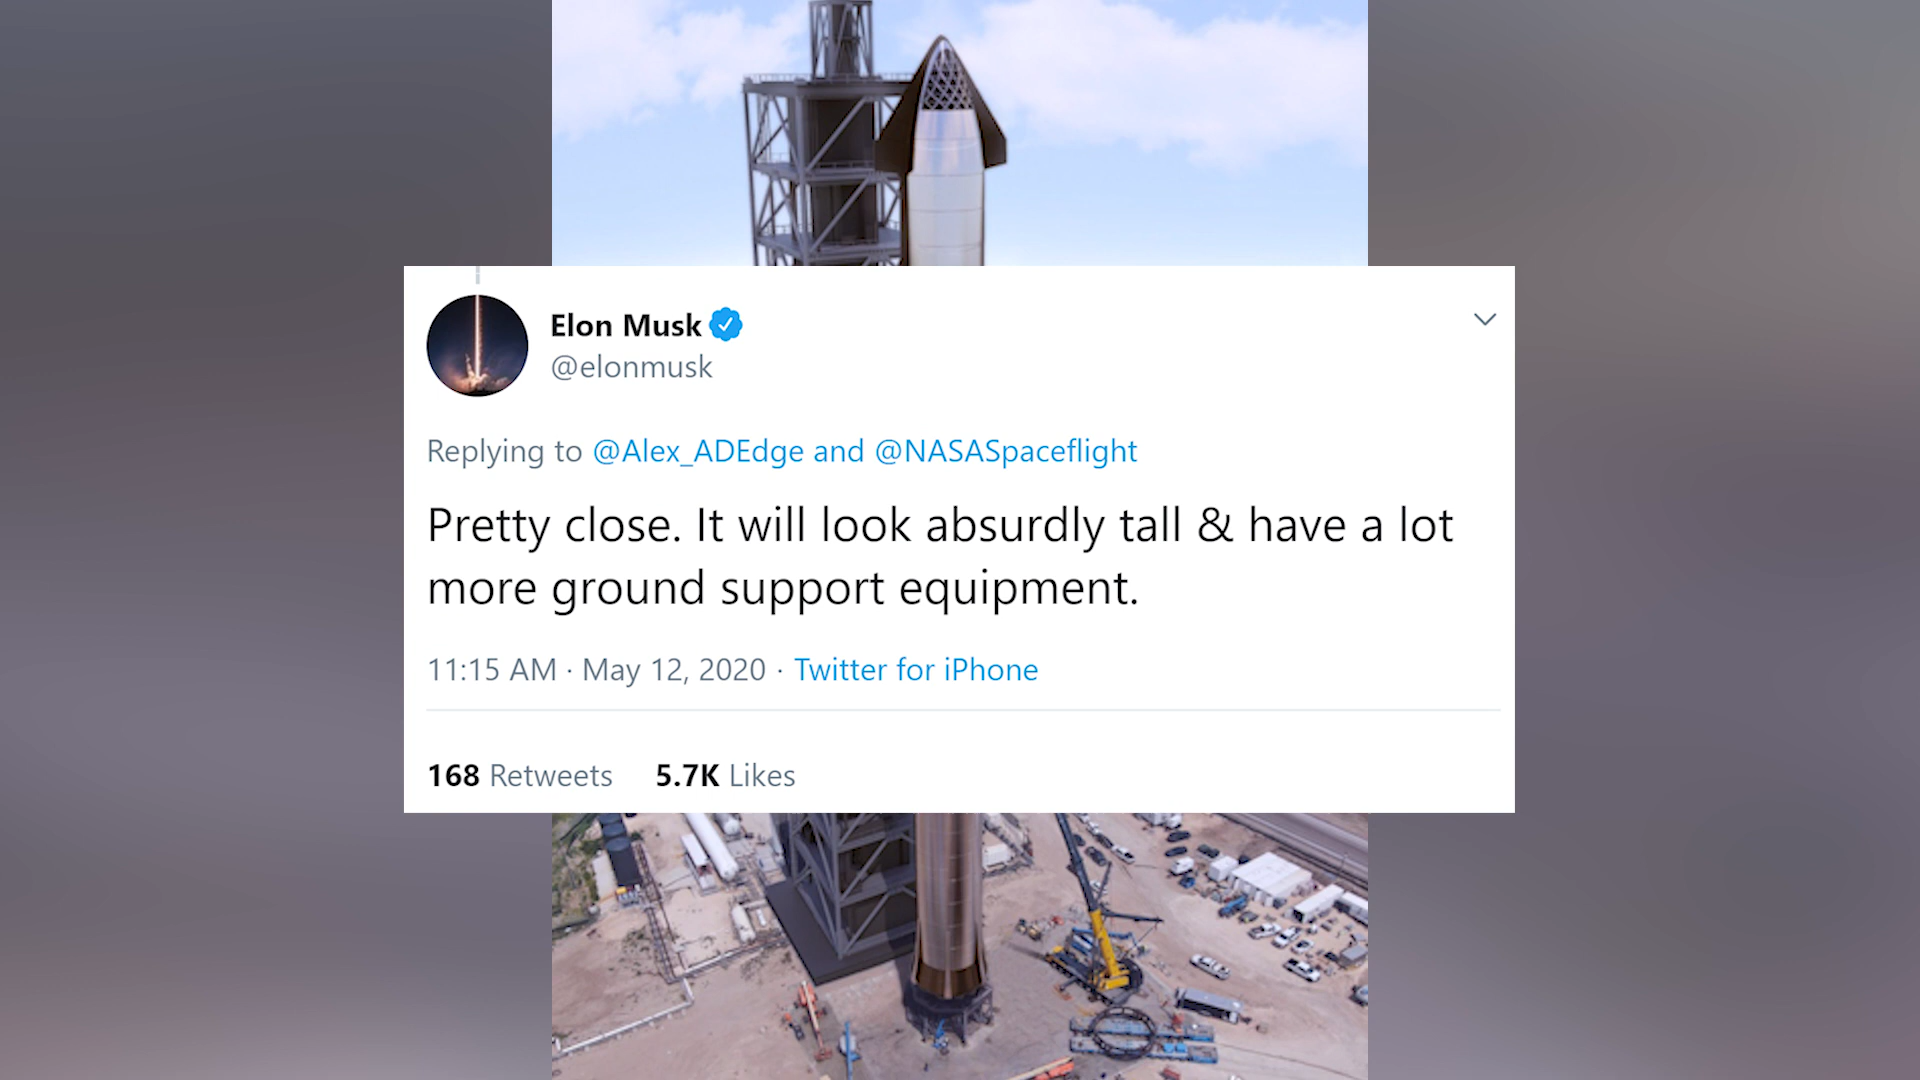 Elon Musk
@elonmusk
Replying to @Alex_ADEdge and @NASASpaceflight
Pretty close. It will look absurdly tall & have a lot
more ground support equipment.
11:15 AM · May 12, 2020 · Twitter for iPhone
168 Retweets 5.7K Likes